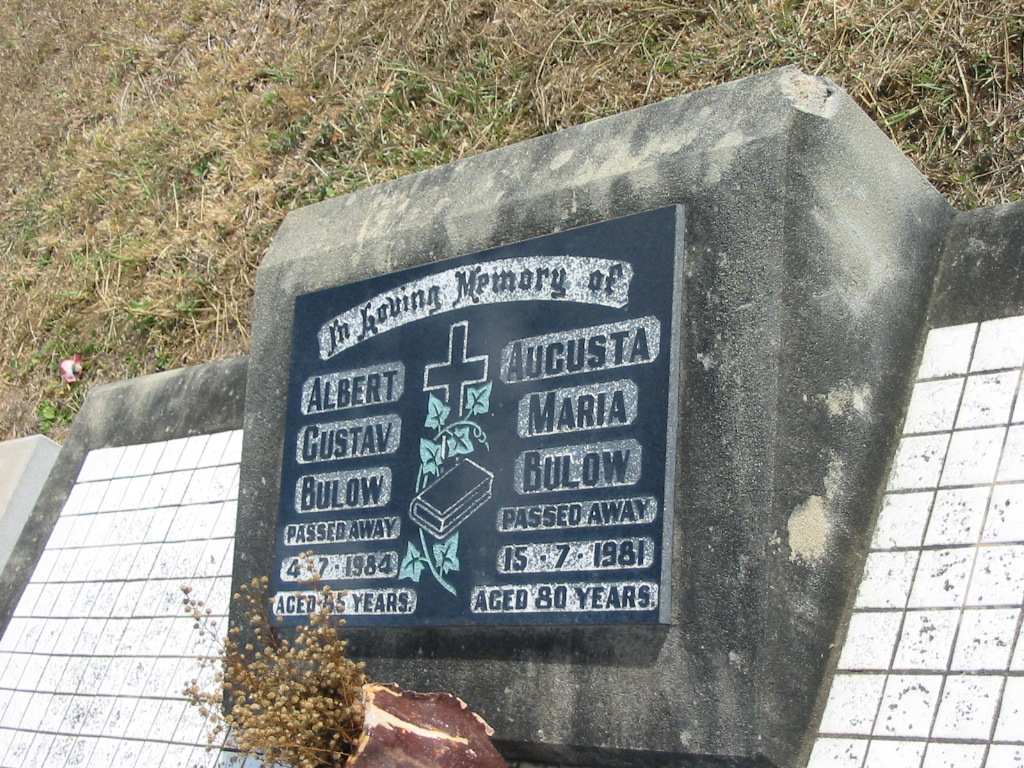 In Loving Memory of
ALBERT
GUSTAV
BULOW
PASSED AWAY
4-7-1984
AGED 85 YEARS.
AUGUSTA
MARIA
BULOW
PASSED AWAY
15-7-1981
AGED 80 YEARS.